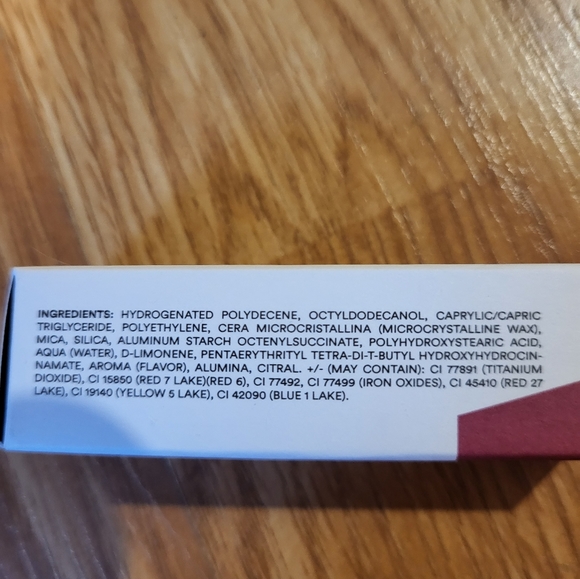 INGREDIENTS: HYDROGENATED POLYDECENE, OCTYLDODECANOL, CAPRYLIC/CAPRIC
TRIGLYCERIDE, POLYETHYLENE, CERA MICROCRISTALLINA (MICROCRYSTALLINE WAX),
MICA, SILICA, ALUMINUM STARCH OCTENYLSUCCINATE, POLYHYDROXYSTEARIC ACID,
AQUA (WATER), D-LIMONENE, PENTAERYTHRITYL TETRA-DI-T-BUTYL HYDROXYHYDROCIN-
NAMATE, AROMA (FLAVOR), ALUMINA, CITRAL. +/- (MAY CONTAIN): CI 77891 (TITANIUM
DIOXIDE), CI 15850 (RED 7 LAKE)(RED 6), CI 77492, CI 77499 (IRON OXIDES), CI 45410 (RED 27
LAKE), CI 19140 (YELLOW 5 LAKE), CI 42090 (BLUE 1 LAKE).